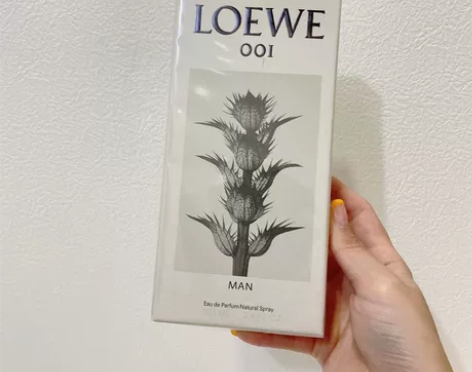 LOEWE
001
MAN
Eau de Parfum Natural Spray